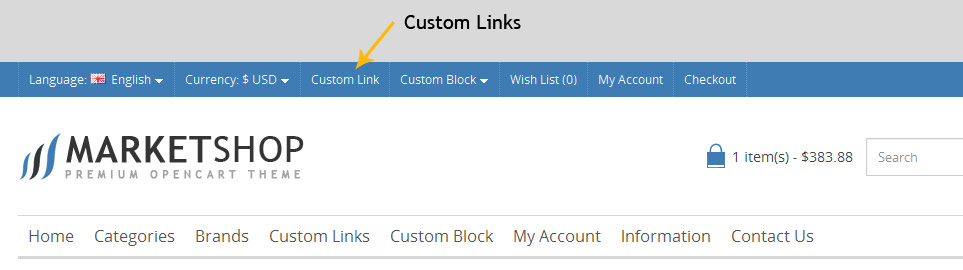 Custom Links
Language: English Currency: $ USD Custom Link Custom Block Wish List (0) My Account Checkout
MARKETSHOP
PREMIUM OPENCART THEME
1 item(s) - $383.88 Search
Home Categories Brands Custom Links Custom Block My Account Information Contact Us